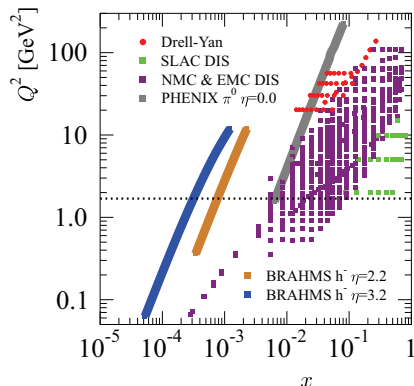 Q² [GeV²]
100
10
1.0
0.1
Drell-Yan
SLAC DIS
NMC & EMC DIS
PHENIX π⁰ η=0.0
BRAHMS h⁻ η=2.2
BRAHMS h⁻ η=3.2
10⁻⁵ 10⁻⁴ 10⁻³ 10⁻² 10⁻¹ 1
x